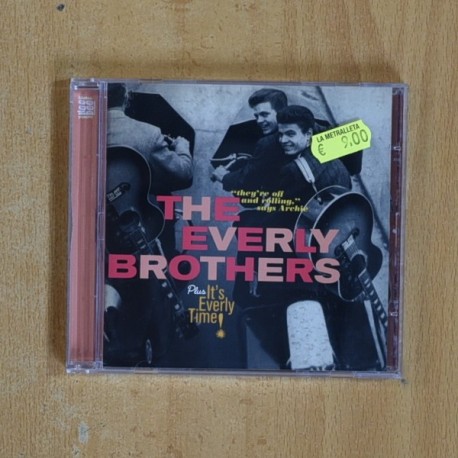 LA METRALLETA
€ 9,00
"they're off
and rolling,"
says Archie
THE
EVERLY
BROTHERS
Plus It's
Everly
Time!